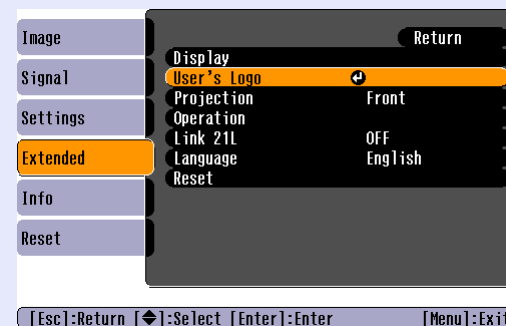 Image
Signal
Settings
Extended
Info
Reset
Return
Display
User's Logo
Projection Front
Operation
Link 21L OFF
Language English
Reset
[Esc]:Return [◆]:Select [Enter]:Enter [Menu]:Exit